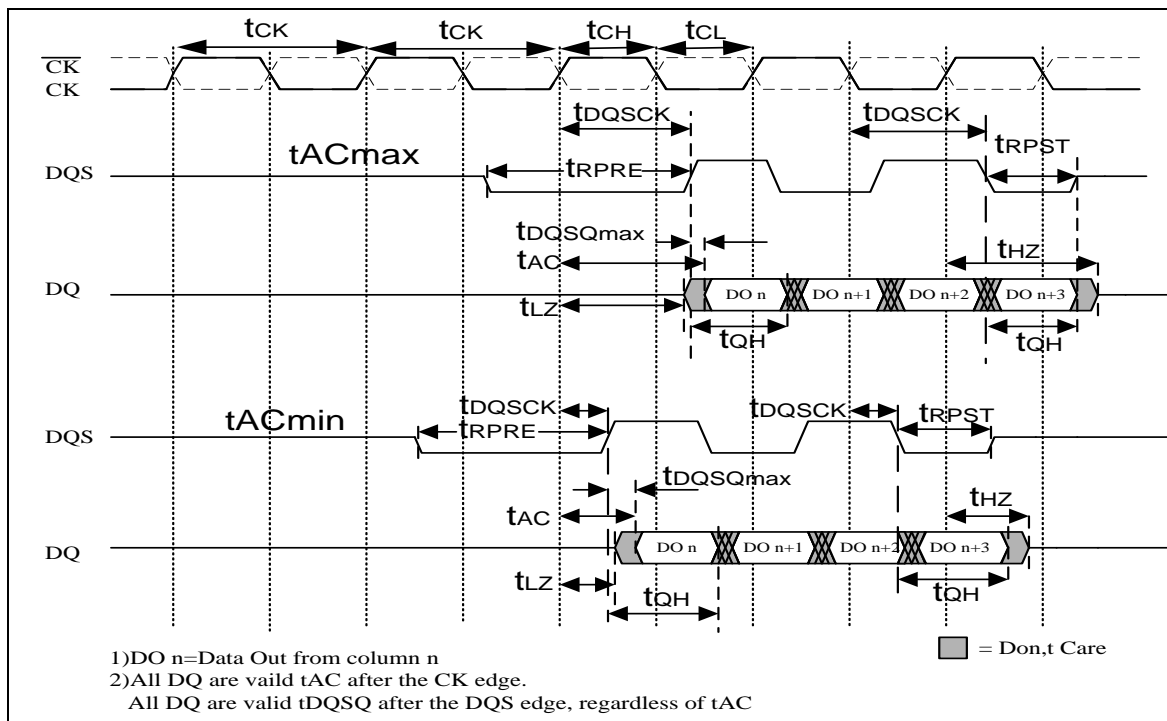 tCK tCK tCH tCL
CK
CK
tDQSCK tDQSCK
tACmax tRPRE tRPST
DQS
tDQSQmax
tAC tHZ
DQ DO n DO n+1 DO n+2 DO n+3
tLZ
tQH tQH
tACmin tDQSCK tDQSCK
DQS tRPRE tRPST
tDQSQmax
tAC tHZ
DQ DO n DO n+1 DO n+2 DO n+3
tLZ
tQH tQH
1)DO n=Data Out from column n
= Don,t Care
2)All DQ are vaild tAC after the CK edge.
All DQ are valid tDQSQ after the DQS edge, regardless of tAC